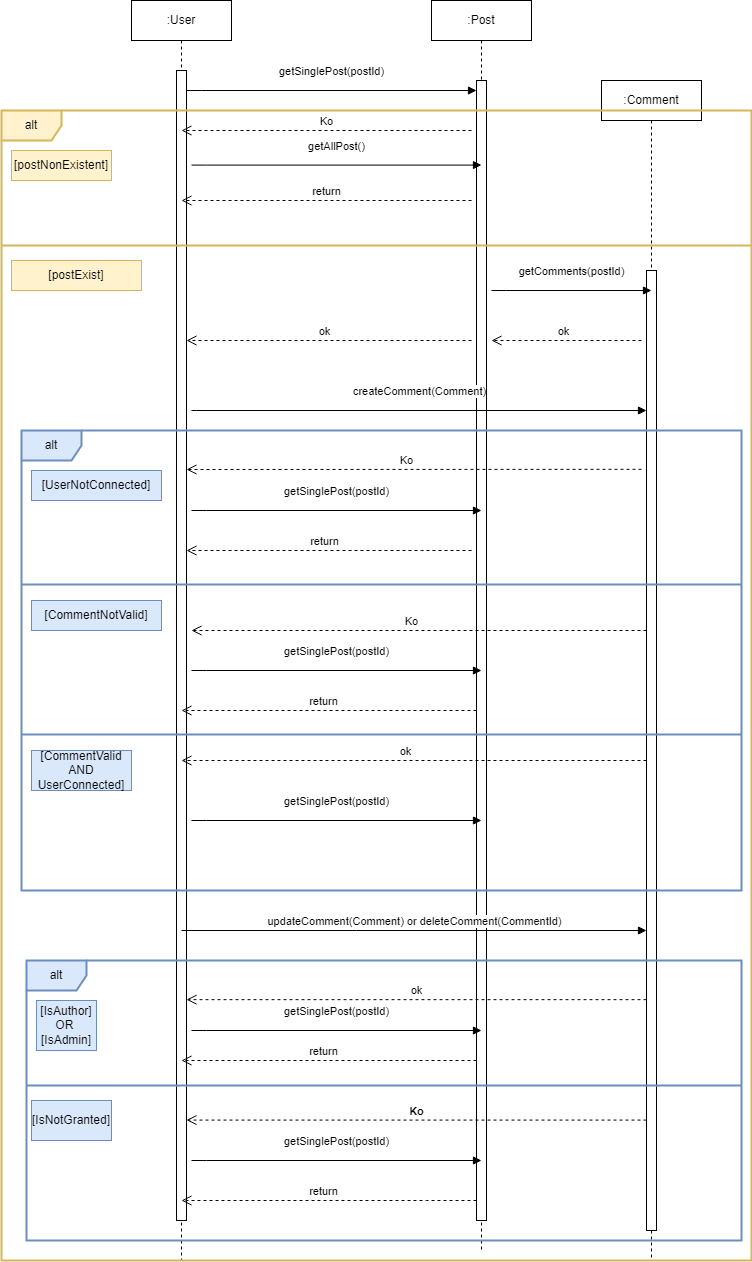 :User
:Post
getSinglePost(postId)
:Comment
alt
Ko
getAllPost()
[postNonExistent]
return
[postExist]
getComments(postId)
ok
ok
createComment(Comment)
alt
Ko
[UserNotConnected]
getSinglePost(postId)
return
[CommentNotValid]
Ko
getSinglePost(postId)
return
[CommentValid
AND
UserConnected]
ok
getSinglePost(postId)
updateComment(Comment) or deleteComment(CommentId)
alt
ok
[IsAuthor]
OR
[IsAdmin]
getSinglePost(postId)
return
[IsNotGranted]
Ko
getSinglePost(postId)
return